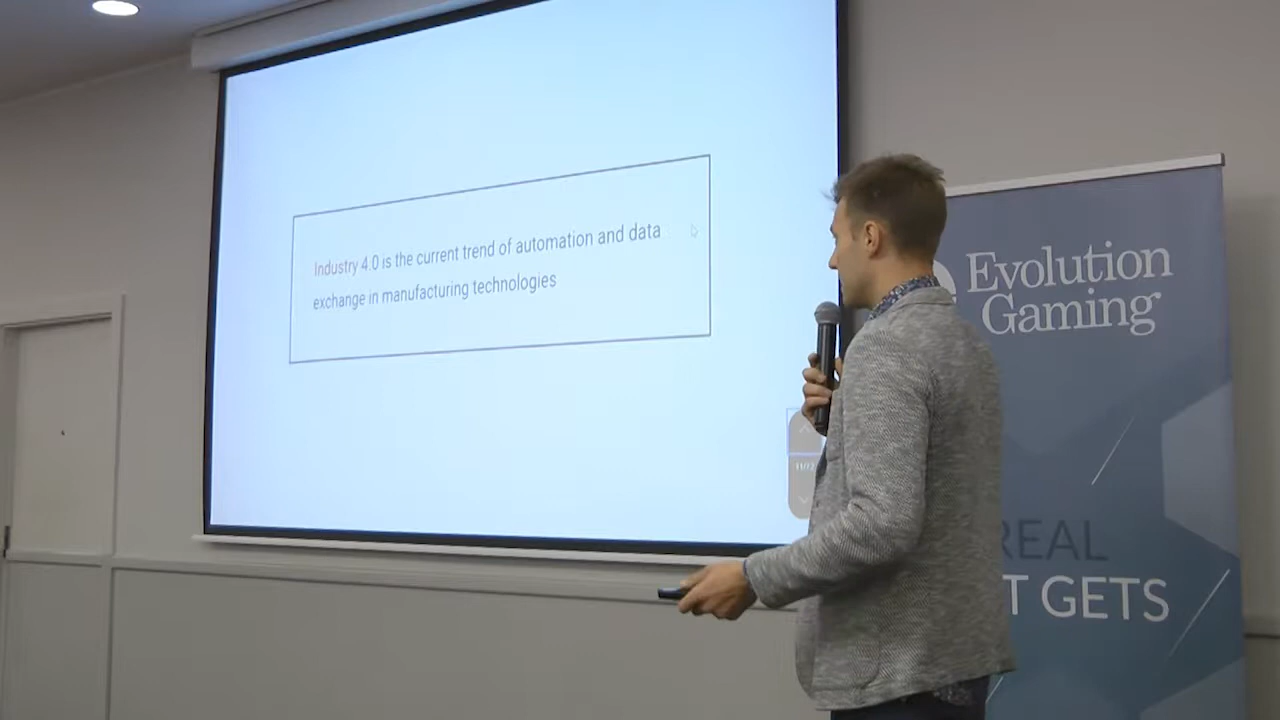 Industry 4.0 is the current trend of automation and data
exchange in manufacturing technologies
Evolution
Gaming
REAL
T GETS